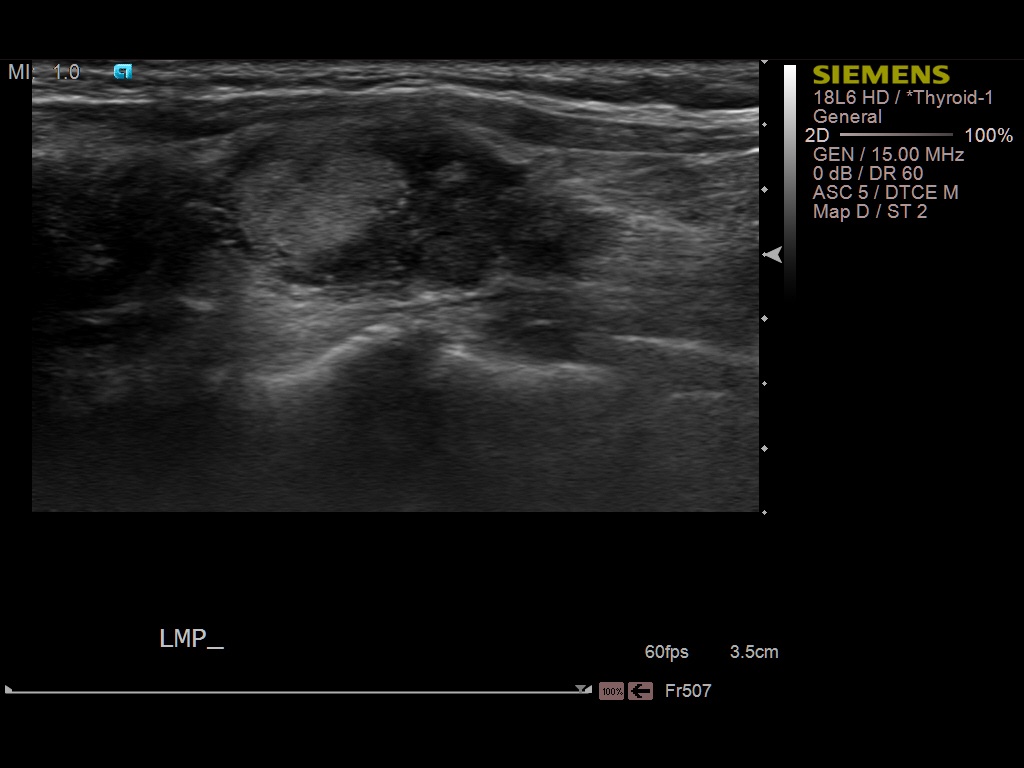 MI: 1.0
SIEMENS
18L6 HD / *Thyroid-1
General
2D 100%
GEN / 15.00 MHz
0 dB / DR 60
ASC 5 / DTCE M
Map D / ST 2
LMP_
60fps 3.5cm
100% Fr507